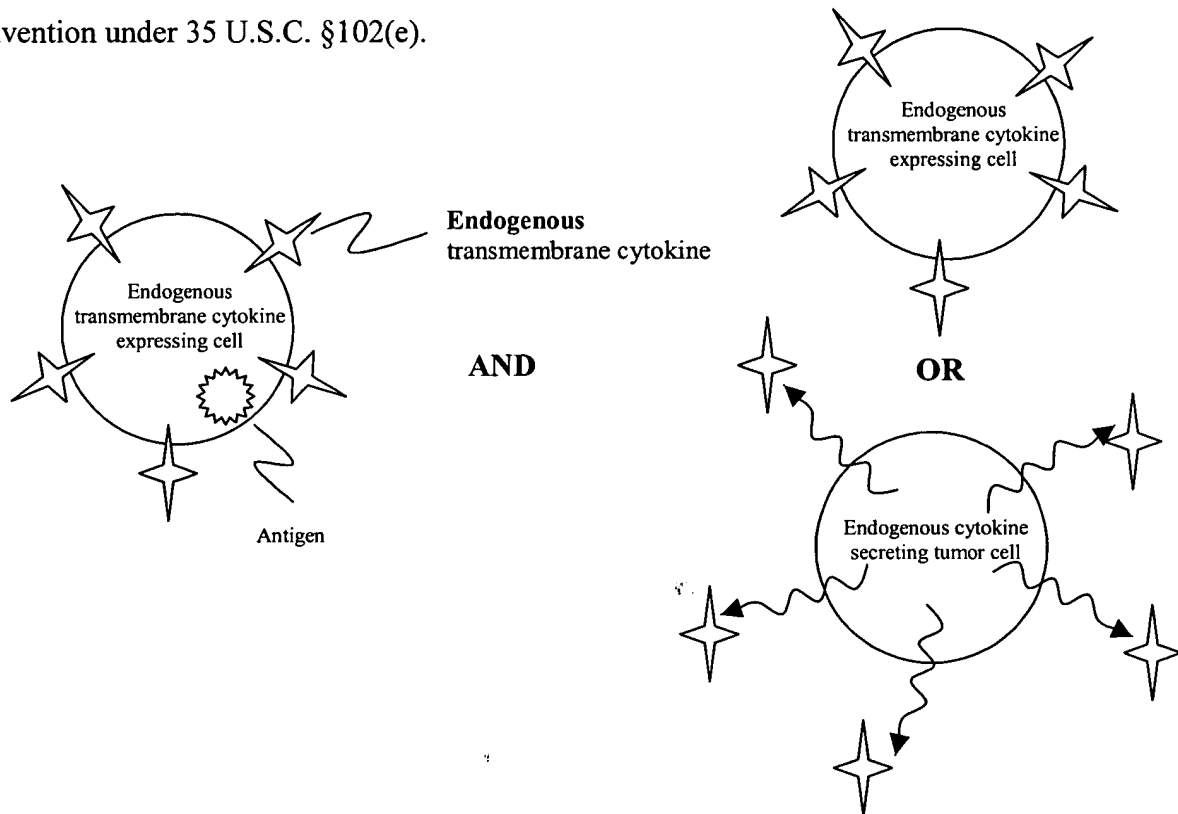 vention under 35 U.S.C. §102(e).
Endogenous
transmembrane cytokine
expressing cell
Endogenous
transmembrane cytokine
Endogenous
transmembrane cytokine
expressing cell
AND
OR
Antigen
Endogenous cytokine
secreting tumor cell